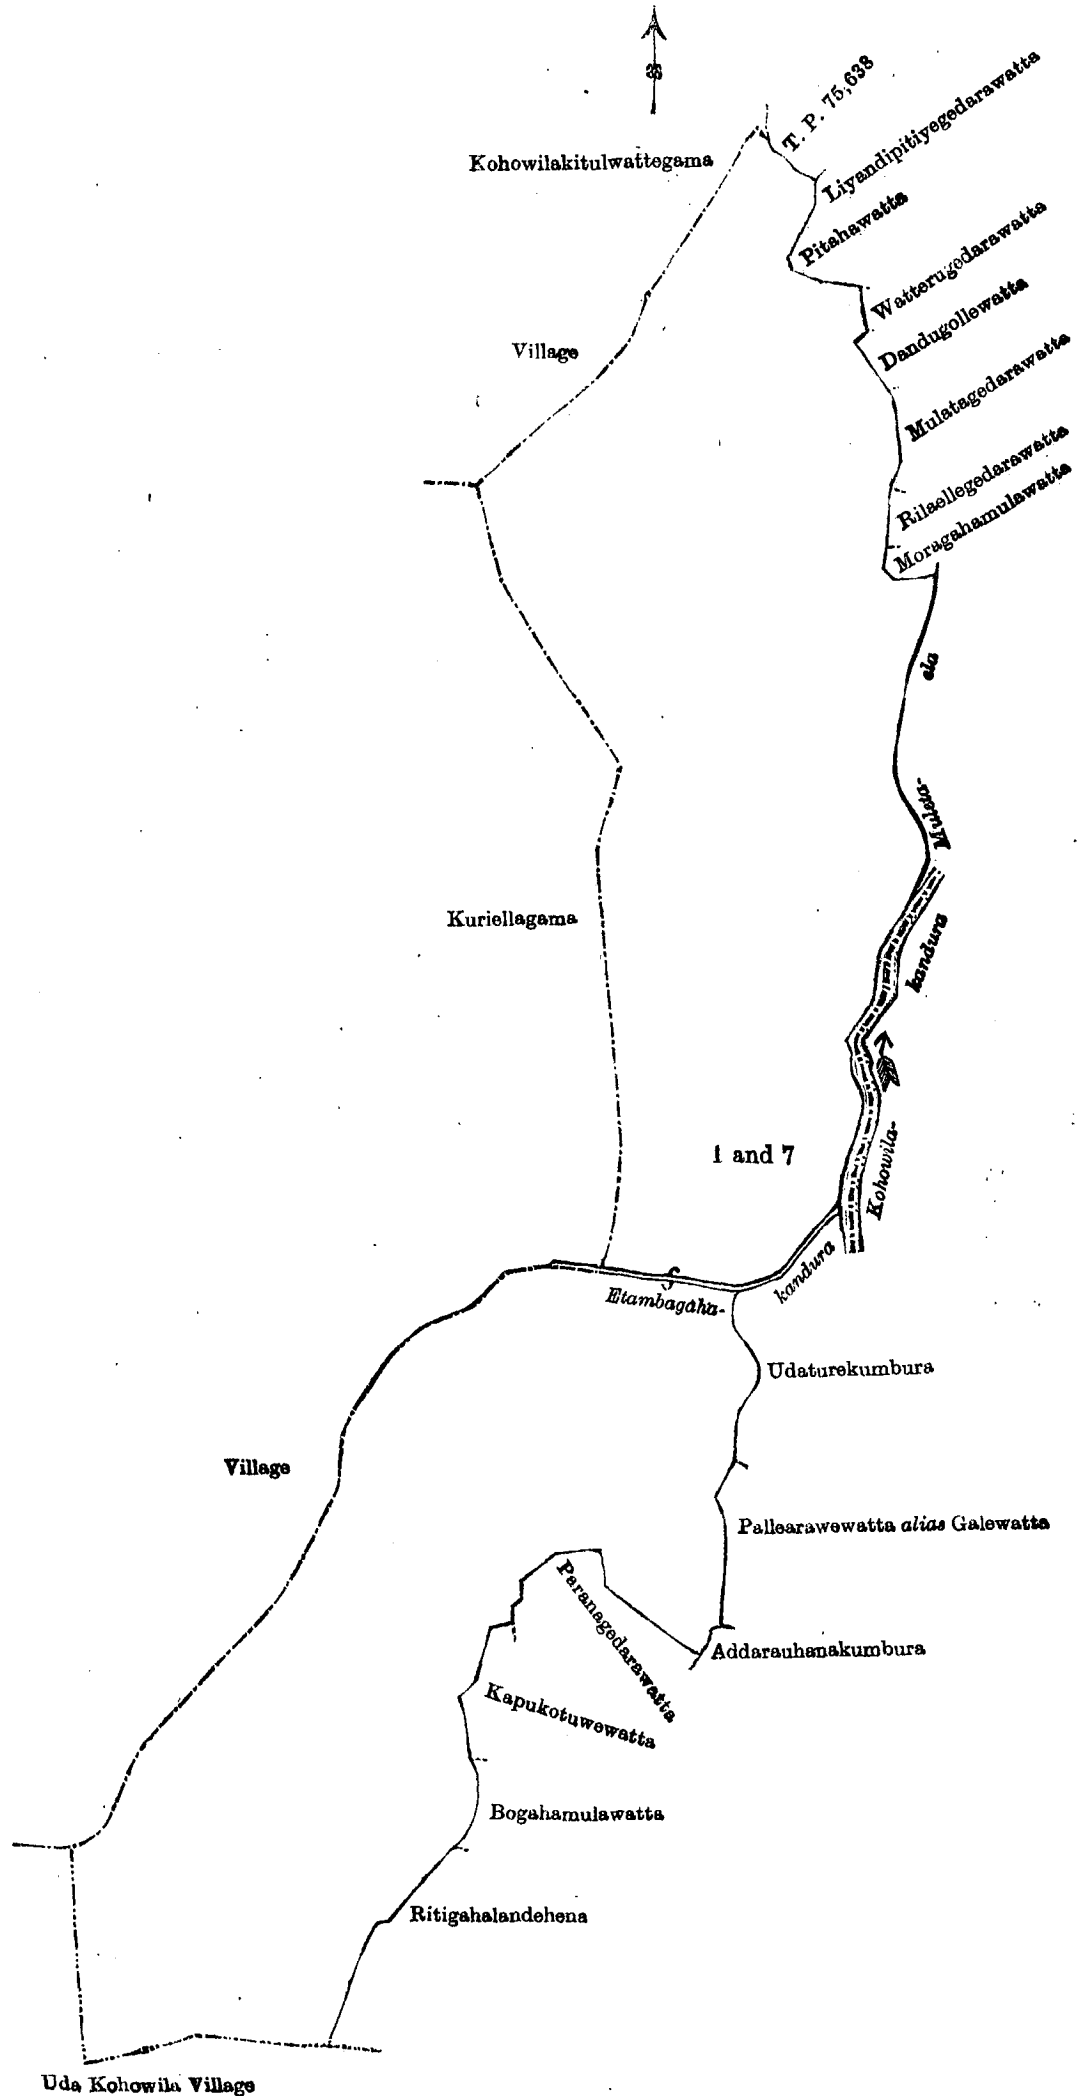 T. P. 75,638
Liyandipitiyegedarawatta
Kohowilakitulwattegama
Pitahawatta
Watterugedarawatta
Dandugollewatta
Village
Mulatagedarawatta
Rilaellegedarawatta
Moragahamulawatta
ela
Muleta-
Kuriellagama
kandura
1 and 7
Kohowila-
kandura
Etambagaha-
Udaturekumbura
Village
Pallearawewatta alias Galewatta
Paranagedarawatta
Addarauhanakumbura
Kapukotuwewatta
Bogahamulawatta
Ritigahalandehena
Uda Kohowila Village